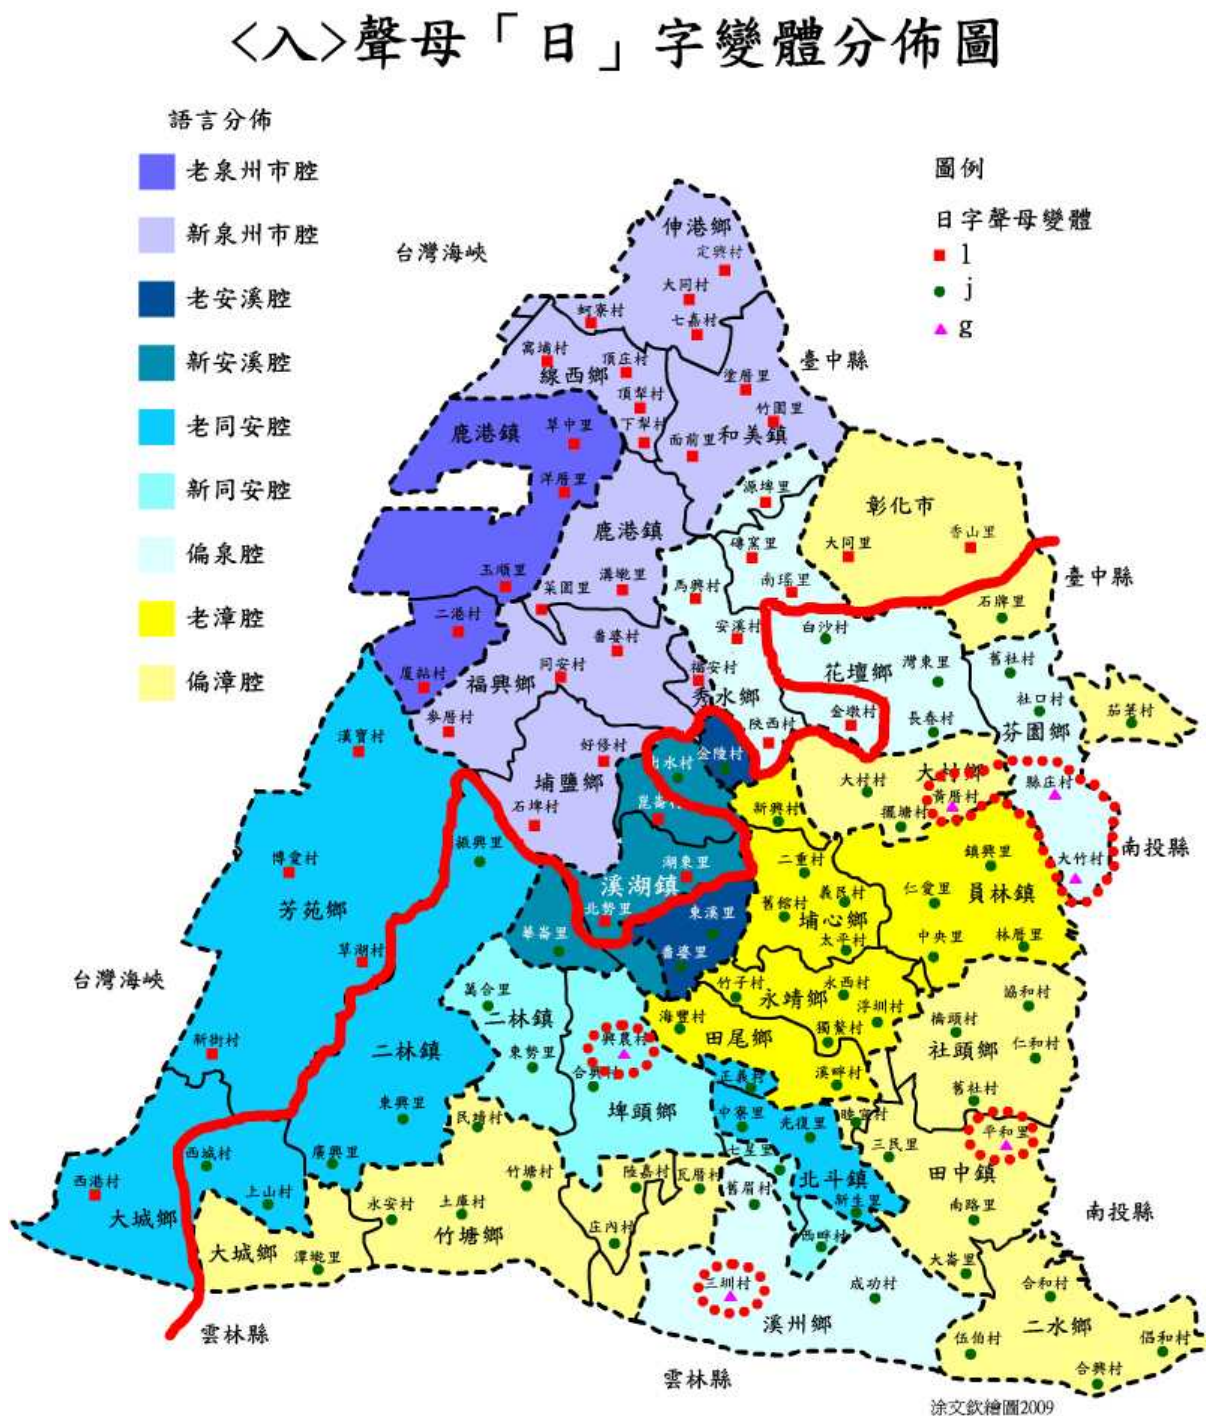 <入>聲母「日」字變體分佈圖
語言分佈
老泉州市腔
新泉州市腔
老安溪腔
新安溪腔
老同安腔
新同安腔
偏泉腔
老漳腔
偏漳腔
圖例
日字聲母變體
l
j
g
台灣海峽
伸港鄉
定興村
大同村
七嘉村
蚵寮村
寓埔村
線西鄉
頂庄村
頂犁村
下犁村
臺中縣
塗厝里
竹園里
面前里
和美鎮
鹿港鎮
草中里
洋厝里
鹿港鎮
玉順里
菜園里
溝墘里
源埤里
磚窯里
南瑤里
彰化市
大同里
香山里
臺中縣
石牌里
馬興村
安溪村
福安村
秀水鄉
陝西村
金陵村
白沙村
灣東里
花壇鄉
金墩村
長春村
舊社村
社口村
芬園鄉
茄荖村
縣庄村
大竹村
南投縣
二港村
廈粘村
福興鄉
番婆村
同安村
麥厝村
好修村
埔鹽鄉
石埤村
出水村
崑崙村
湖東里
溪湖鎮
北勢里
華崙里
東溪里
番婆里
大村村
大村鄉
黃厝村
擺塘村
新興村
二重村
義民村
舊館村
埔心鄉
太平村
鎮興里
仁愛里
員林鎮
中央里
林厝里
漢寶村
振興里
博愛村
芳苑鄉
草湖村
台灣海峽
新街村
萬合里
二林鎮
東勢里
二林鎮
東興里
廣興里
興農村
合興村
埤頭鄉
竹子村
永西村
永靖鄉
浮圳村
海豐村
獨鰲村
田尾鄉
溪畔村
協和村
橋頭村
社頭鄉
仁和村
舊社村
平和里
睦宜村
三民里
田中鎮
南路里
大崙里
南投縣
正義村
中寮里
光復里
七星里
北斗鎮
新生里
西畔村
舊眉村
三圳村
成功村
溪州鄉
合和村
二水鄉
伍伯村
倡和村
合興村
民靖村
竹塘村
土庫村
永安村
竹塘鄉
陸嘉村
瓦厝村
庄內村
西港村
大城鄉
西城村
上山村
大城鄉
潭墘里
雲林縣
雲林縣
涂文欽繪圖2009